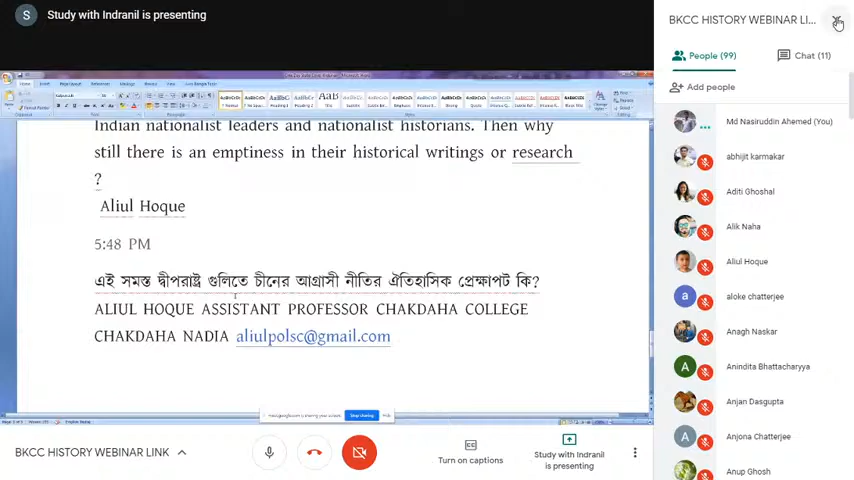 Study with Indranil is presenting
BKCC HISTORY WEBINAR LI...
People (99)
Chat (11)
Add people
Indian nationalist leaders and nationalist historians. Then why
still there is an emptiness in their historical writings or research
?
Aliul Hoque
5:48 PM
এই সমস্ত দ্বীপরাষ্ট্র গুলিতে চীনের আগ্রাসী নীতির ঐতিহাসিক প্রেক্ষাপট কি?
ALIUL HOQUE ASSISTANT PROFESSOR CHAKDAHA COLLEGE
CHAKDAHA NADIA aliulpolsc@gmail.com
Stop sharing
Hide
Md Nasiruddin Ahemed (You)
abhijit karmakar
Aditi Ghoshal
Alik Naha
Aliul Hoque
aloke chatterjee
Anagh Naskar
Anindita Bhattacharyya
Anjan Dasgupta
Anjona Chatterjee
Anup Ghosh
BKCC HISTORY WEBINAR LINK
Turn on captions
Study with Indranil
is presenting